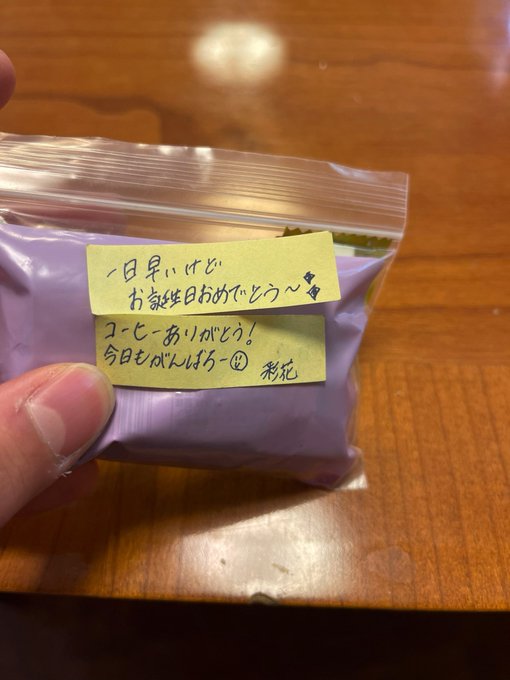 一日早いけど
お誕生日おめでとう〜
コーヒーありがとう!
今日もがんばろー
彩花